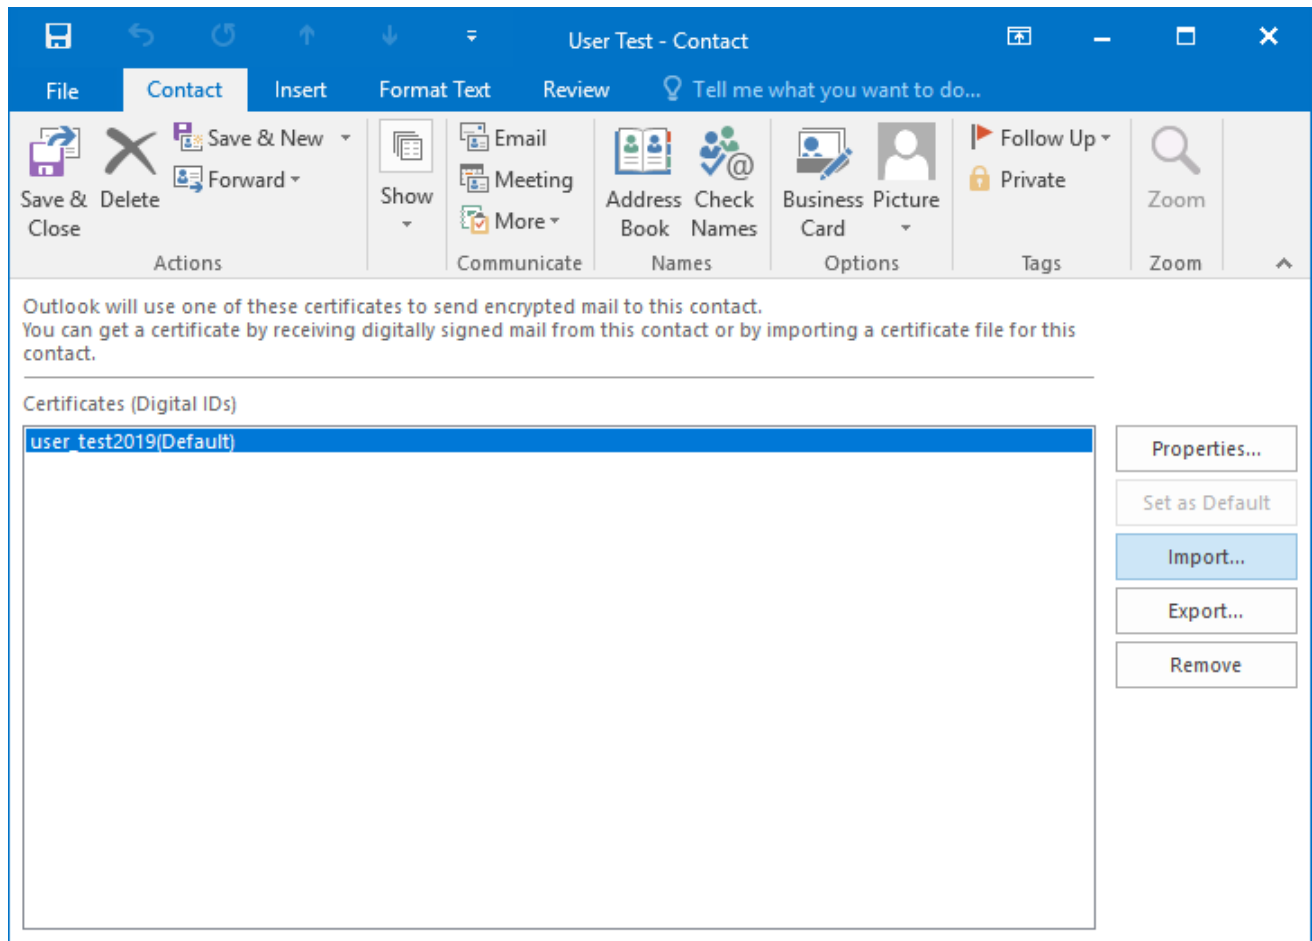 User Test - Contact
File Contact Insert Format Text Review Tell me what you want to do...
Save & Close
Delete
Save & New
Forward
Actions
Show
Email
Meeting
More
Communicate
Address Book
Check Names
Names
Business Card
Picture
Options
Follow Up
Private
Tags
Zoom
Zoom
Outlook will use one of these certificates to send encrypted mail to this contact.
You can get a certificate by receiving digitally signed mail from this contact or by importing a certificate file for this
contact.
Certificates (Digital IDs)
user_test2019(Default)
Properties...
Set as Default
Import...
Export...
Remove